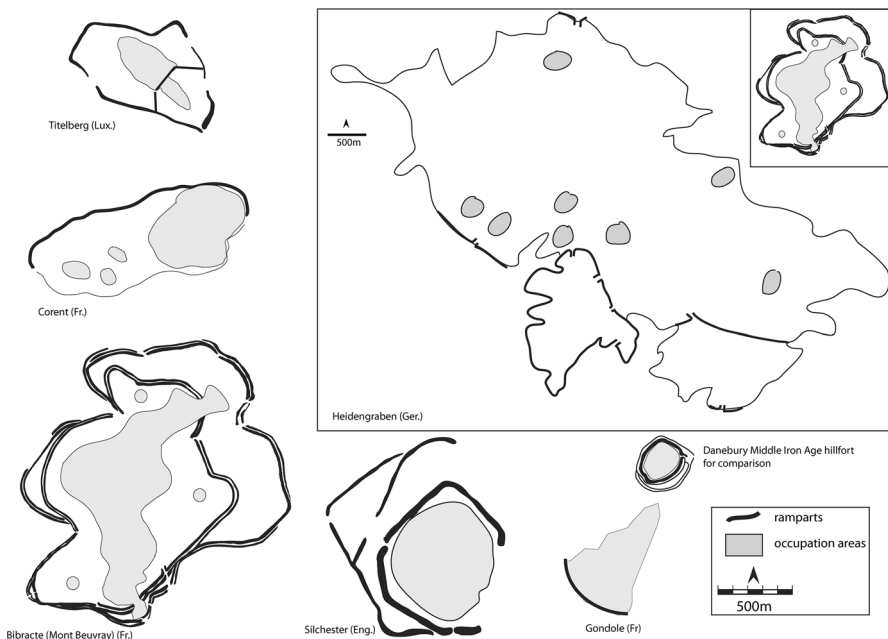 Titelberg (Lux.)
500m
Corent (Fr.)
Heidengraben (Ger.)
Danebury Middle Iron Age hillfort
for comparison
ramparts
occupation areas
500m
Bibracte (Mont Beuvray) (Fr.)
Silchester (Eng.)
Gondole (Fr)